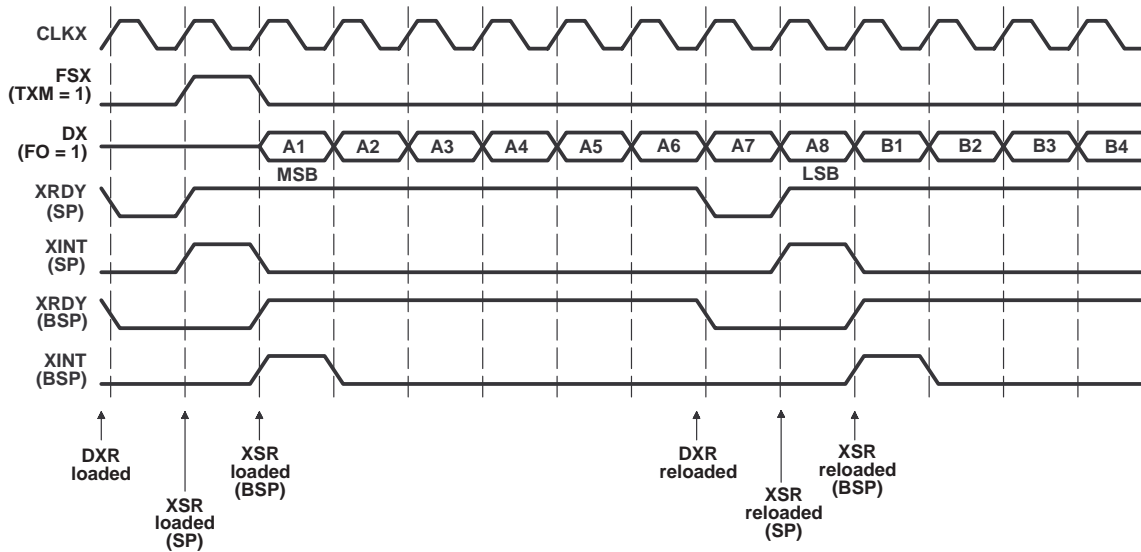 CLKX
FSX
(TXM = 1)
DX
(FO = 1)
A1
A2
A3
A4
A5
A6
A7
A8
B1
B2
B3
B4
MSB
LSB
XRDY
(SP)
XINT
(SP)
XRDY
(BSP)
XINT
(BSP)
DXR
loaded
XSR
loaded
(SP)
XSR
loaded
(BSP)
DXR
reloaded
XSR
reloaded
(SP)
XSR
reloaded
(BSP)